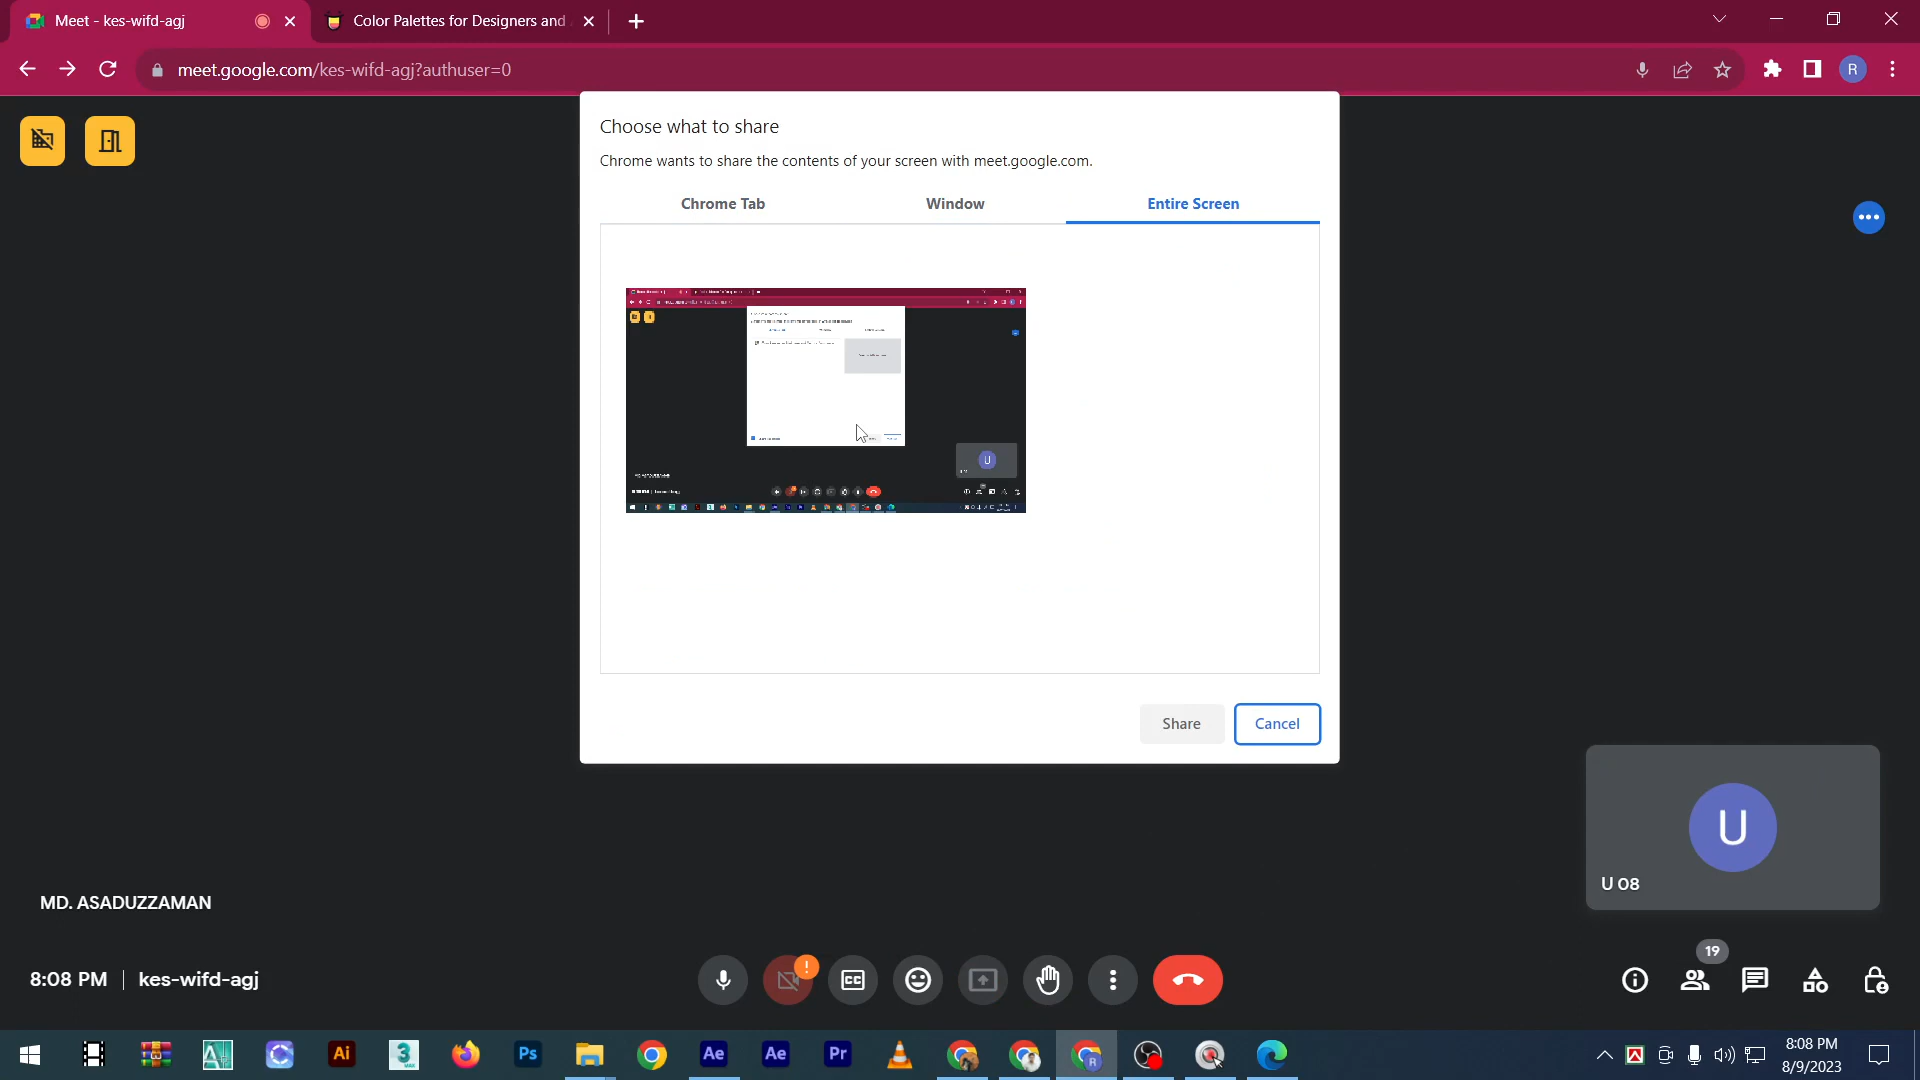 Meet - kes-wifd-agj
Color Palettes for Designers and
meet.google.com/kes-wifd-agj?authuser=0
R
Choose what to share
Chrome wants to share the contents of your screen with meet.google.com.
Chrome Tab
Window
Entire Screen
U
Share
Cancel
U
U 08
MD. ASADUZZAMAN
8:08 PM | kes-wifd-agj
CC
19
Ai
3
Ps
Ae
Ae
Pr
R
8:08 PM
8/9/2023